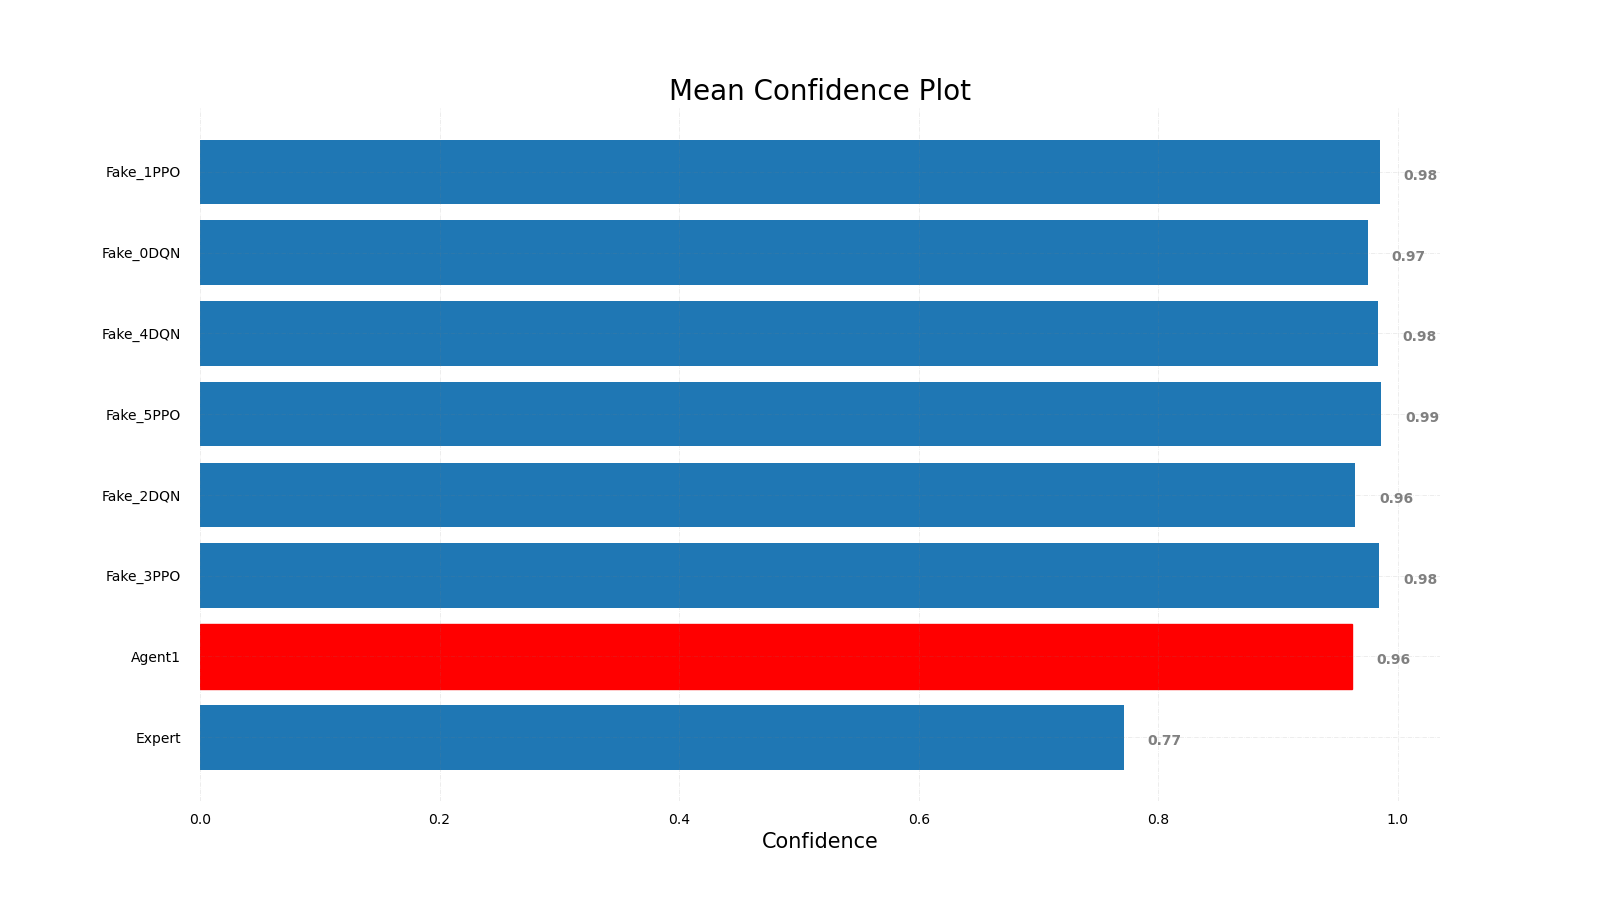 Mean Confidence Plot
Fake_1PPO 0.98
Fake_0DQN 0.97
Fake_4DQN 0.98
Fake_5PPO 0.99
Fake_2DQN 0.96
Fake_3PPO 0.98
Agent1 0.96
Expert 0.77
0.0 0.2 0.4 0.6 0.8 1.0
Confidence